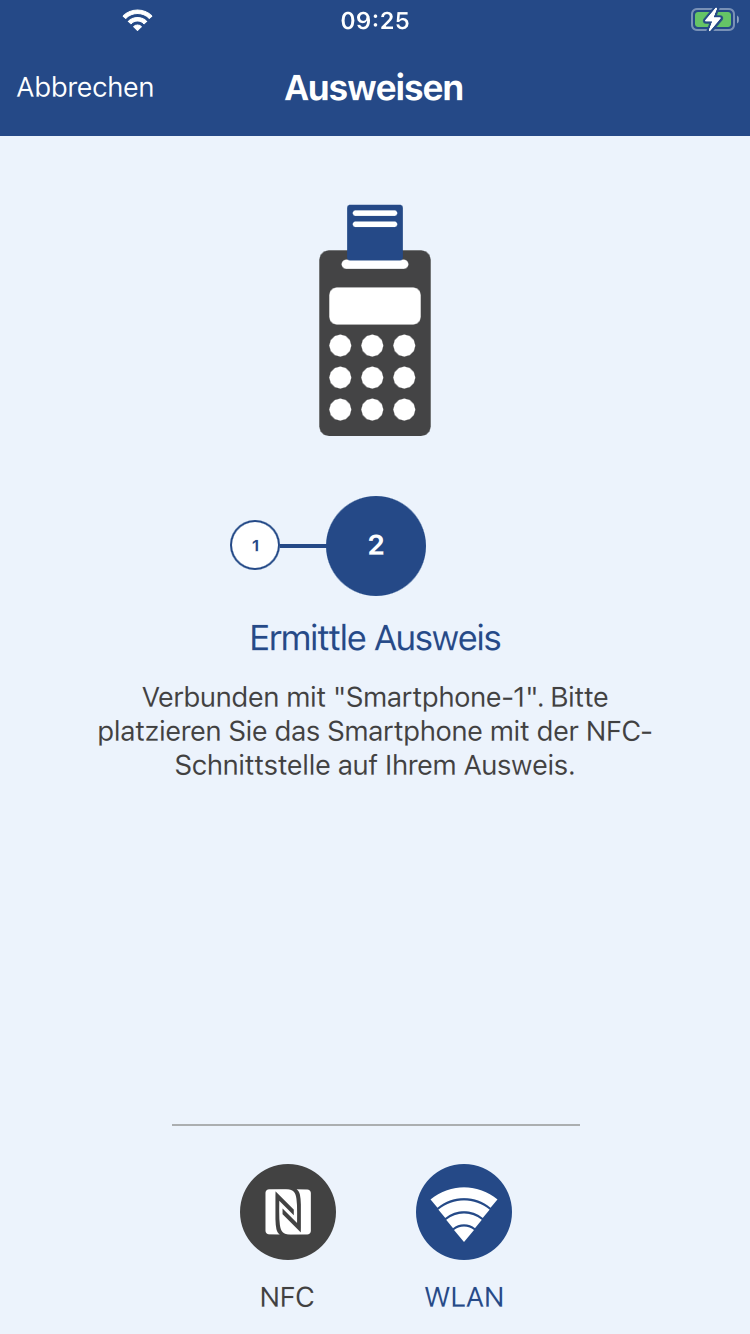 09:25
Abbrechen
Ausweisen
1
2
Ermittle Ausweis
Verbunden mit "Smartphone-1". Bitte
platzieren Sie das Smartphone mit der NFC-
Schnittstelle auf Ihrem Ausweis.
NFC
WLAN